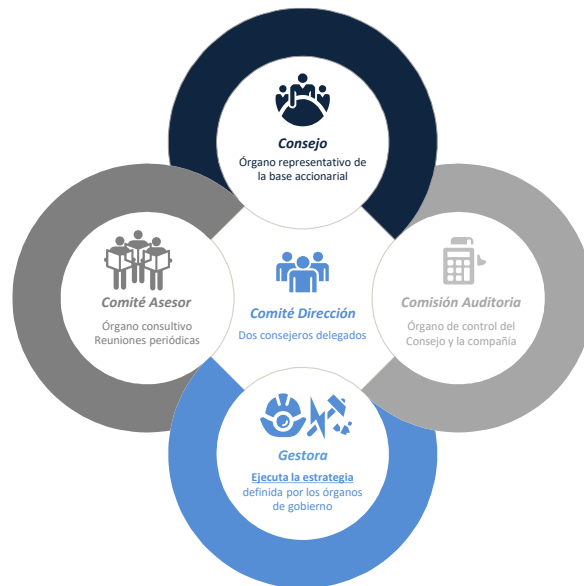 Consejo
Órgano representativo de
la base accionarial
Comité Asesor
Órgano consultivo
Reuniones periódicas
Comité Dirección
Dos consejeros delegados
Comisión Auditoria
Órgano de control del
Consejo y la compañía
Gestora
Ejecuta la estrategia
definida por los órganos
de gobierno